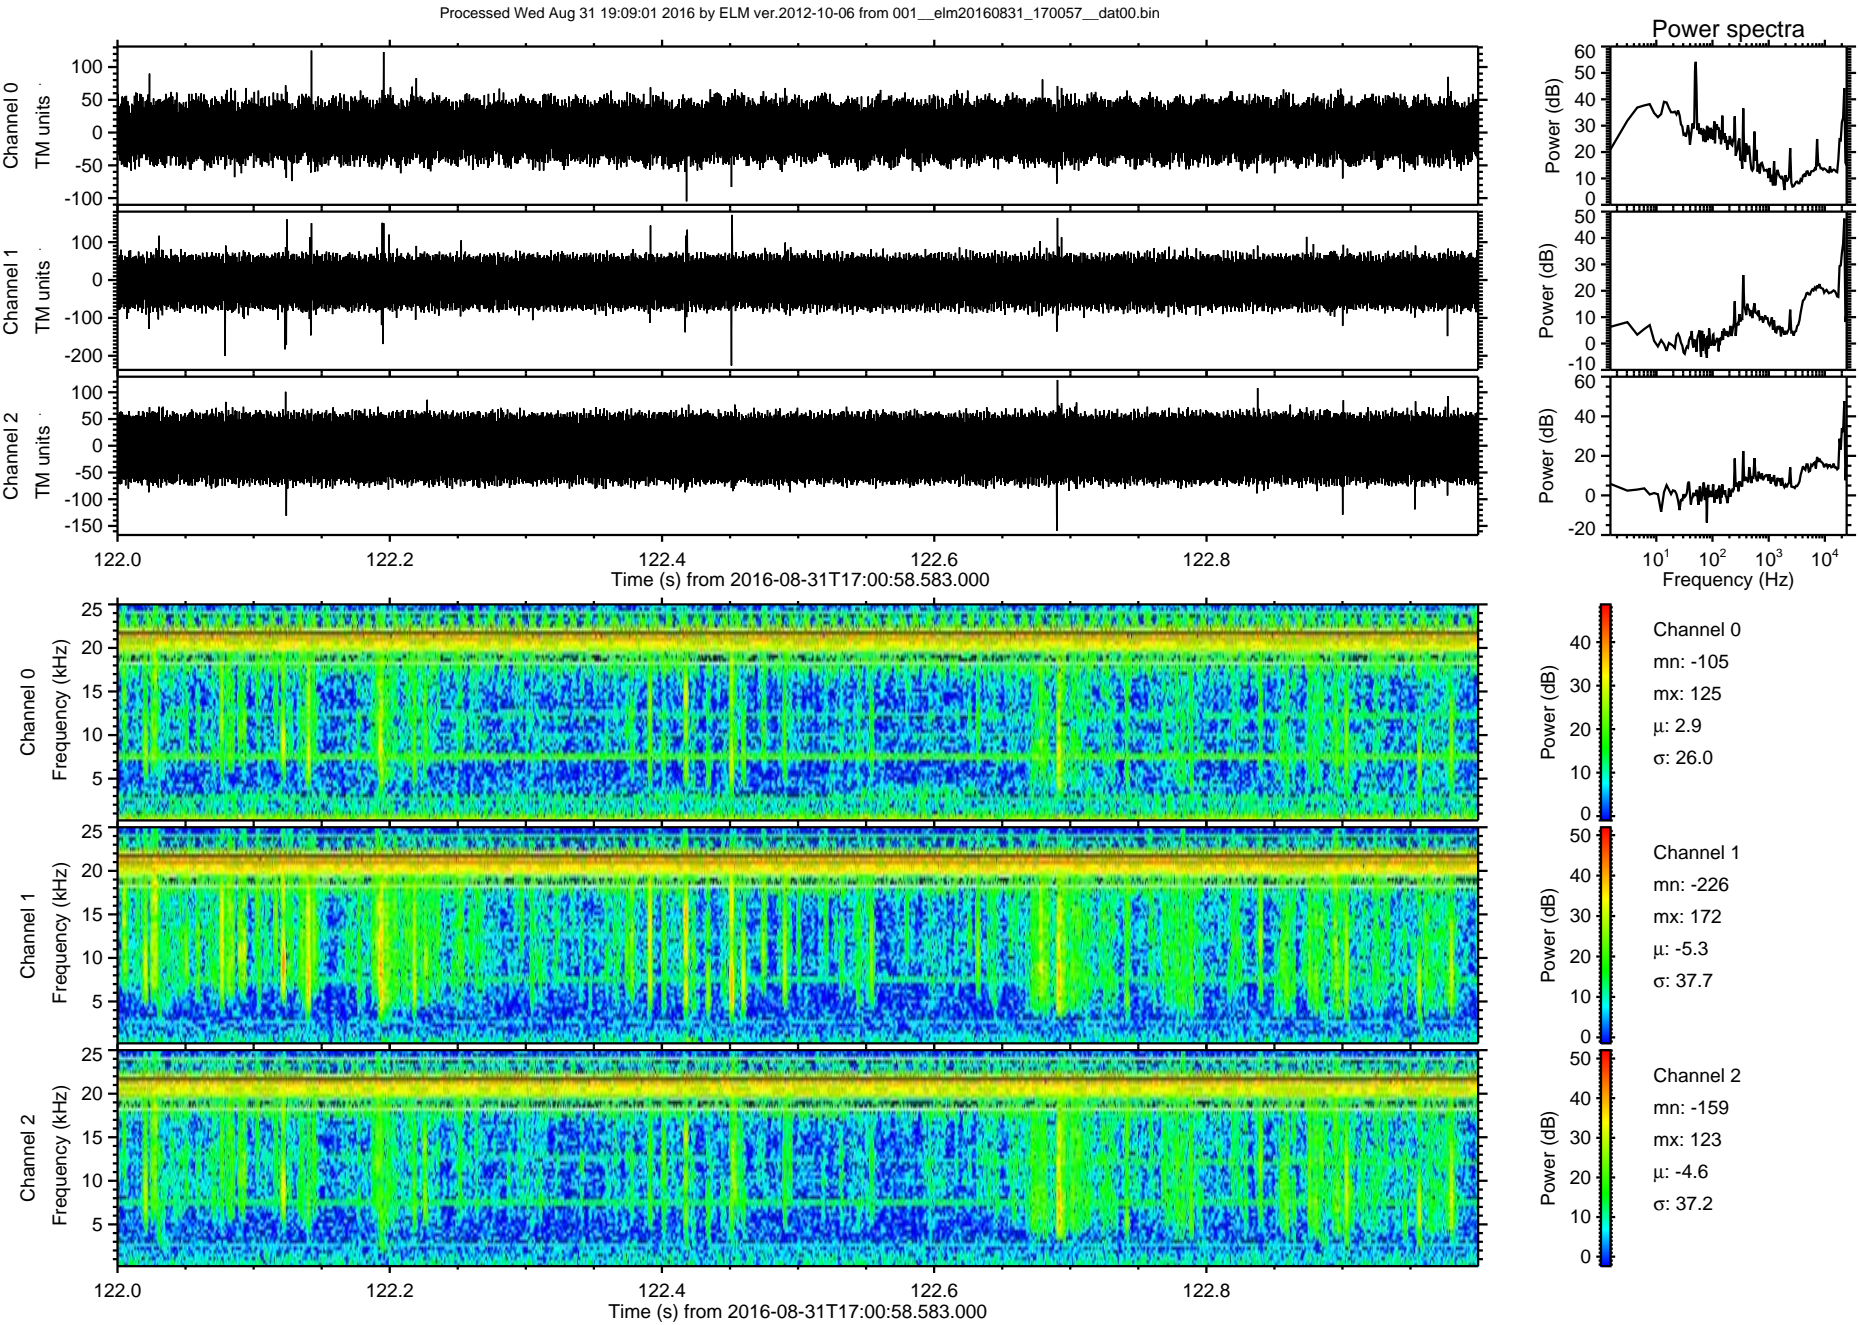 Processed Wed Aug 31 19:09:01 2016 by ELM ver.2012-10-06 from 001__elm20160831_170057__dat00.bin
Power spectra
Channel 0
TM units
100
50
0
-50
-100
Power (dB)
60
50
40
30
20
10
0
Channel 1
TM units
100
0
-100
-200
Power (dB)
50
40
30
20
10
0
-10
Channel 2
TM units
100
50
0
-50
-100
-150
Power (dB)
60
40
20
0
-20
122.0 122.2 122.4 122.6 122.8
Time (s) from 2016-08-31T17:00:58.583.000
10¹ 10² 10³ 10⁴
Frequency (Hz)
Channel 0
Frequency (kHz)
25
20
15
10
5
Power (dB)
40
30
20
10
0
Channel 0
mn: -105
mx: 125
μ: 2.9
σ: 26.0
Channel 1
Frequency (kHz)
25
20
15
10
5
Power (dB)
50
40
30
20
10
0
Channel 1
mn: -226
mx: 172
μ: -5.3
σ: 37.7
Channel 2
Frequency (kHz)
25
20
15
10
5
Power (dB)
50
40
30
20
10
0
Channel 2
mn: -159
mx: 123
μ: -4.6
σ: 37.2
122.0 122.2 122.4 122.6 122.8
Time (s) from 2016-08-31T17:00:58.583.000